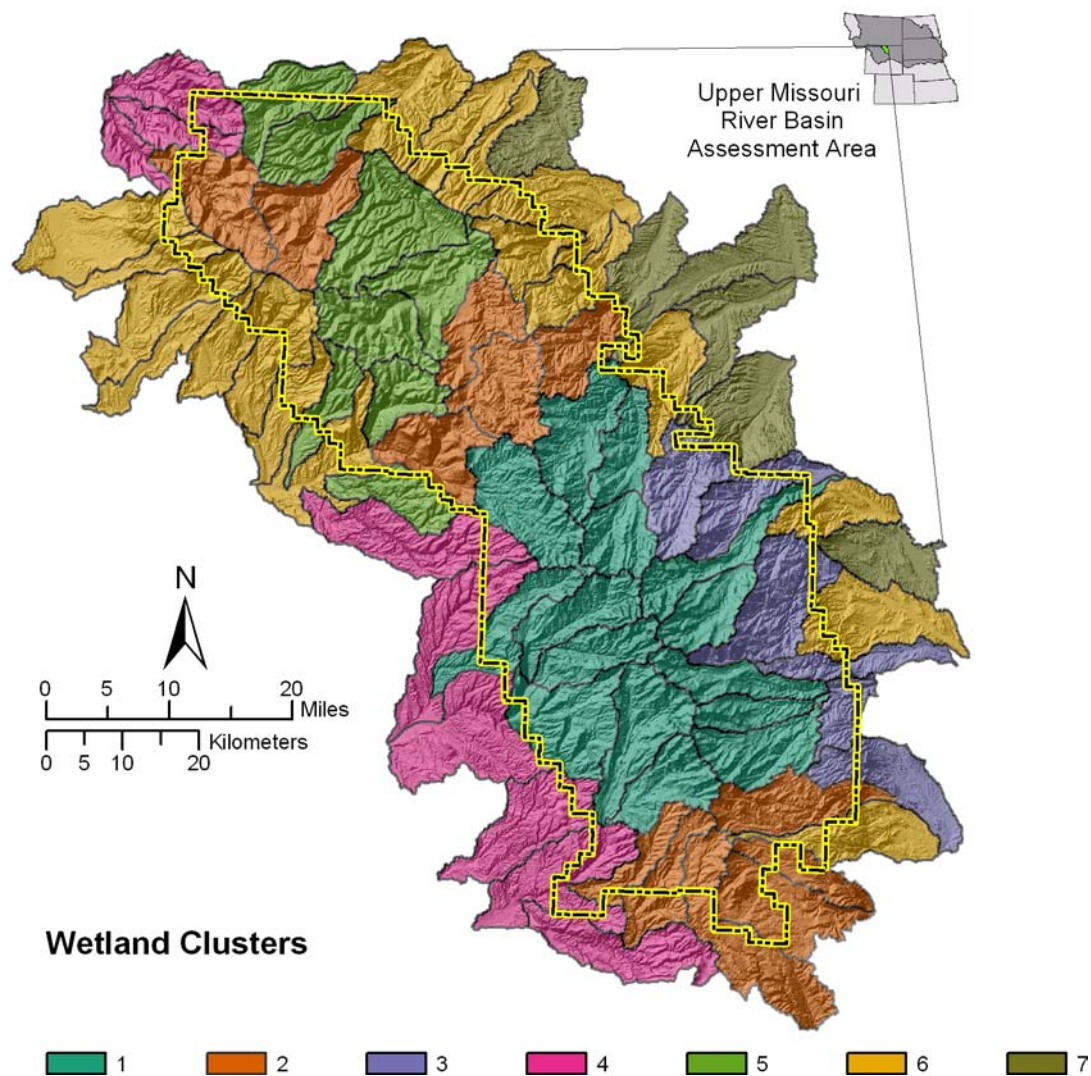 Upper Missouri
River Basin
Assessment Area
N
0 5 10 20
Miles
Kilometers
0 5 10 20
Wetland Clusters
1 2 3 4 5 6 7